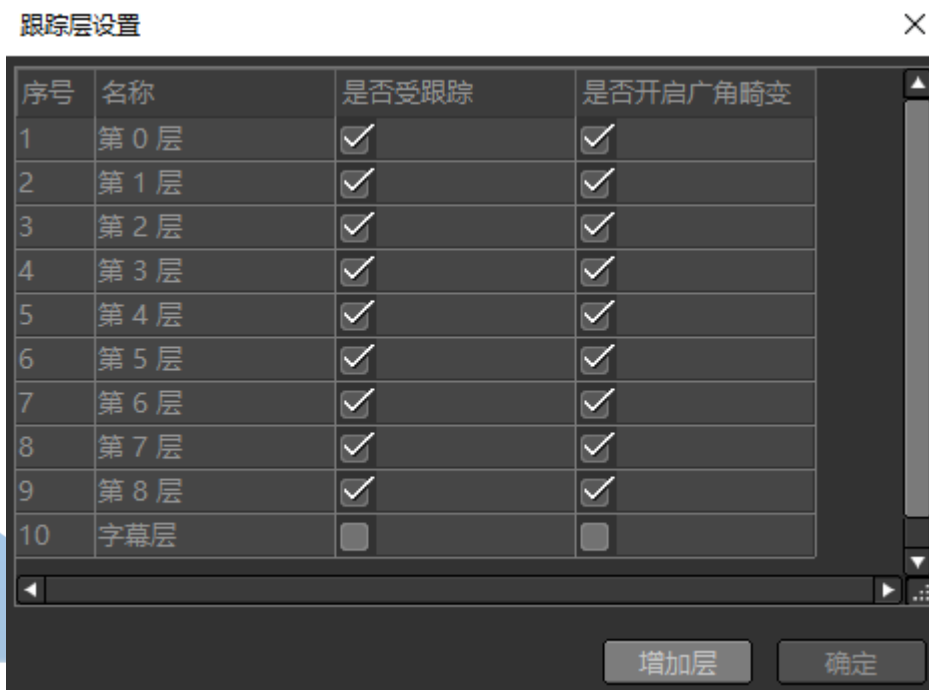 跟踪层设置
序号 名称 是否受跟踪 是否开启广角畸变
1 第 0 层
2 第 1 层
3 第 2 层
4 第 3 层
5 第 4 层
6 第 5 层
7 第 6 层
8 第 7 层
9 第 8 层
10 字幕层
增加层 确定